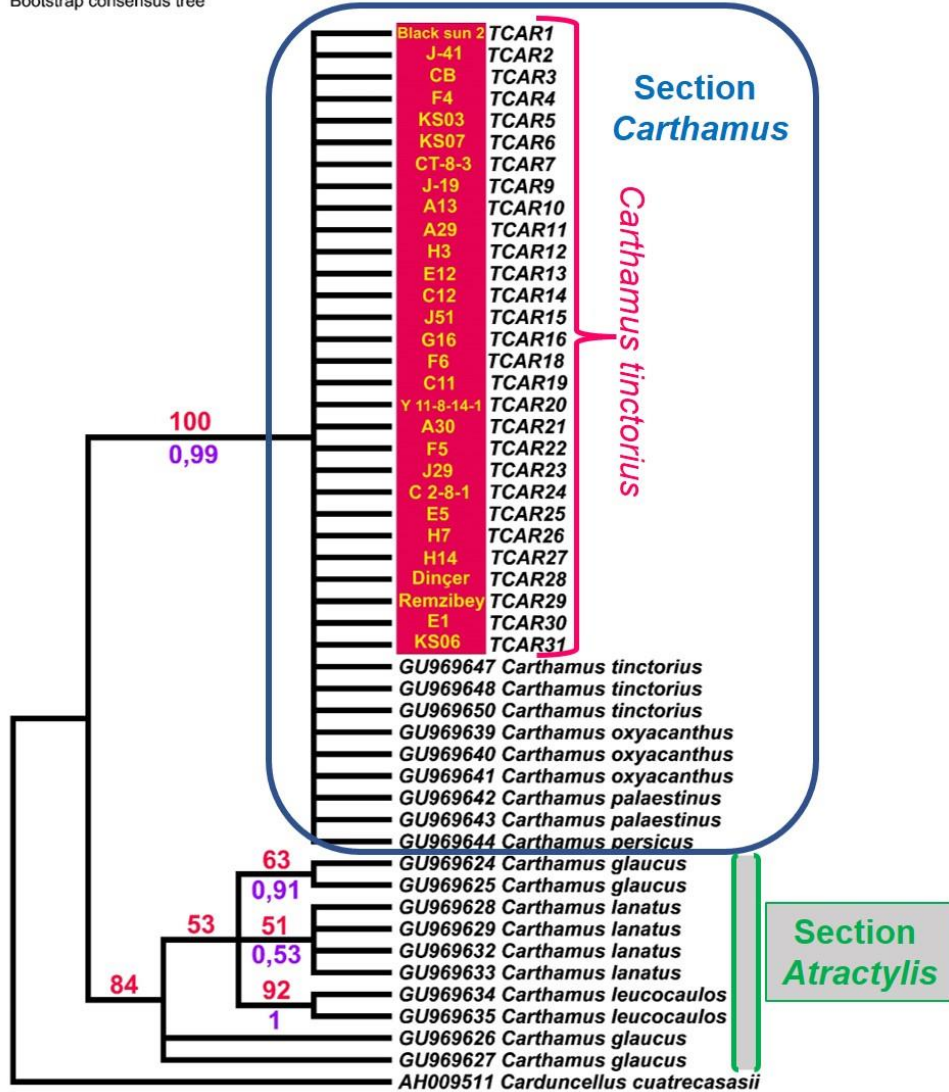 Bootstrap consensus tree
Black sun 2 TCAR1
J-41 TCAR2
CB TCAR3
F4 TCAR4
KS03 TCAR5
KS07 TCAR6
CT-8-3 TCAR7
J-19 TCAR9
A13 TCAR10
A29 TCAR11
H3 TCAR12
E12 TCAR13
C12 TCAR14
J51 TCAR15
G16 TCAR16
F6 TCAR18
C11 TCAR19
Y 11-8-14-1 TCAR20
A30 TCAR21
F5 TCAR22
J29 TCAR23
C 2-8-1 TCAR24
E5 TCAR25
H7 TCAR26
H14 TCAR27
Dinçer TCAR28
Remzibey TCAR29
E1 TCAR30
KS06 TCAR31
GU969647 Carthamus tinctorius
GU969648 Carthamus tinctorius
GU969650 Carthamus tinctorius
GU969639 Carthamus oxyacanthus
GU969640 Carthamus oxyacanthus
GU969641 Carthamus oxyacanthus
GU969642 Carthamus palaestinus
GU969643 Carthamus palaestinus
GU969644 Carthamus persicus
GU969624 Carthamus glaucus
GU969625 Carthamus glaucus
GU969628 Carthamus lanatus
GU969629 Carthamus lanatus
GU969632 Carthamus lanatus
GU969633 Carthamus lanatus
GU969634 Carthamus leucocaulos
GU969635 Carthamus leucocaulos
GU969626 Carthamus glaucus
GU969627 Carthamus glaucus
AH009511 Carduncellus cuatrecasasii
Section
Carthamus
Carthamus tinctorius
Section
Atractylis
100
0,99
63
0,91
53
51
0,53
84
92
1